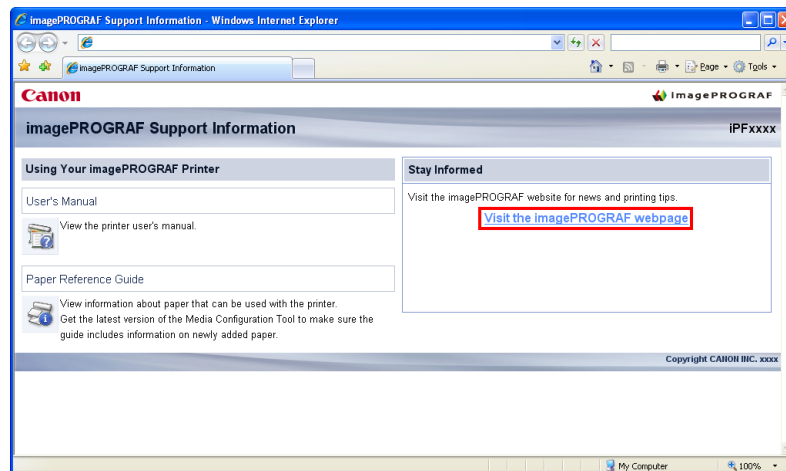 imagePROGRAF Support Information - Windows Internet Explorer
imagePROGRAF Support Information
Page
Tools
Canon
imagePROGRAF
imagePROGRAF Support Information
iPFxxxx
Using Your imagePROGRAF Printer
User's Manual
View the printer user's manual.
Paper Reference Guide
View information about paper that can be used with the printer.
Get the latest version of the Media Configuration Tool to make sure the
guide includes information on newly added paper.
Stay Informed
Visit the imagePROGRAF website for news and printing tips.
Visit the imagePROGRAF webpage
Copyright CANON INC. xxxx
My Computer
100%